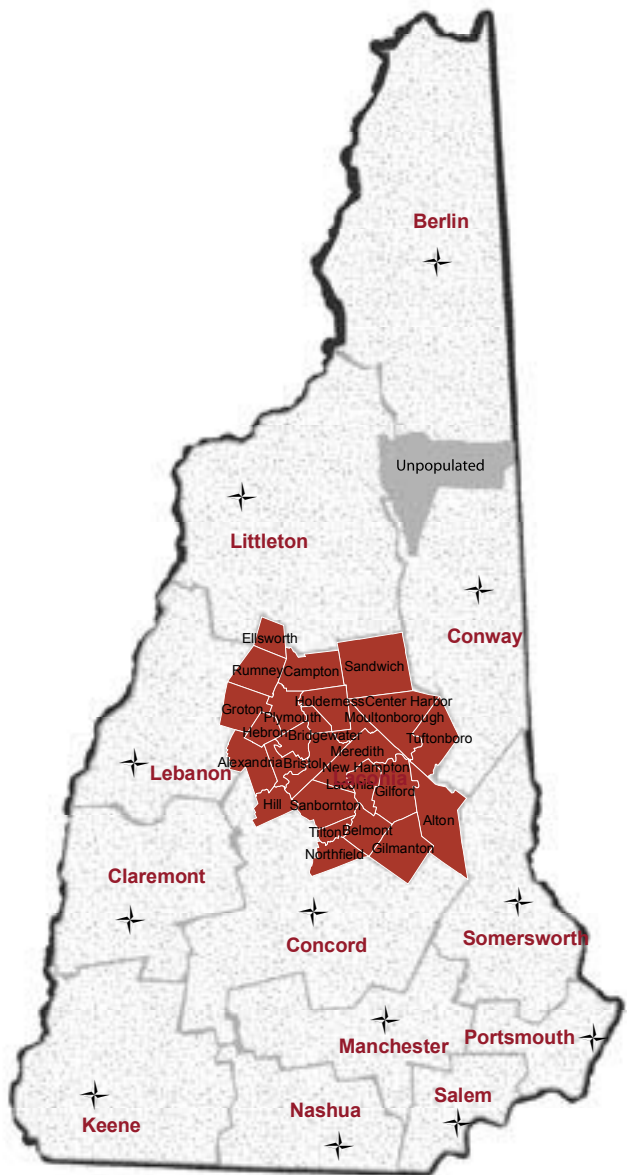 Berlin
Unpopulated
Littleton
Conway
Ellsworth
Rumney
Campton
Sandwich
Groton
Holderness
Center Harbor
Plymouth
Moultonborough
Hebron
Bridgewater
Tuftonboro
Meredith
Alexandria
Bristol
New Hampton
Lebanon
Laconia
Laconia
Gilford
Hill
Sanbornton
Alton
Tilton
Belmont
Northfield
Gilmanton
Claremont
Concord
Somersworth
Manchester
Portsmouth
Keene
Nashua
Salem